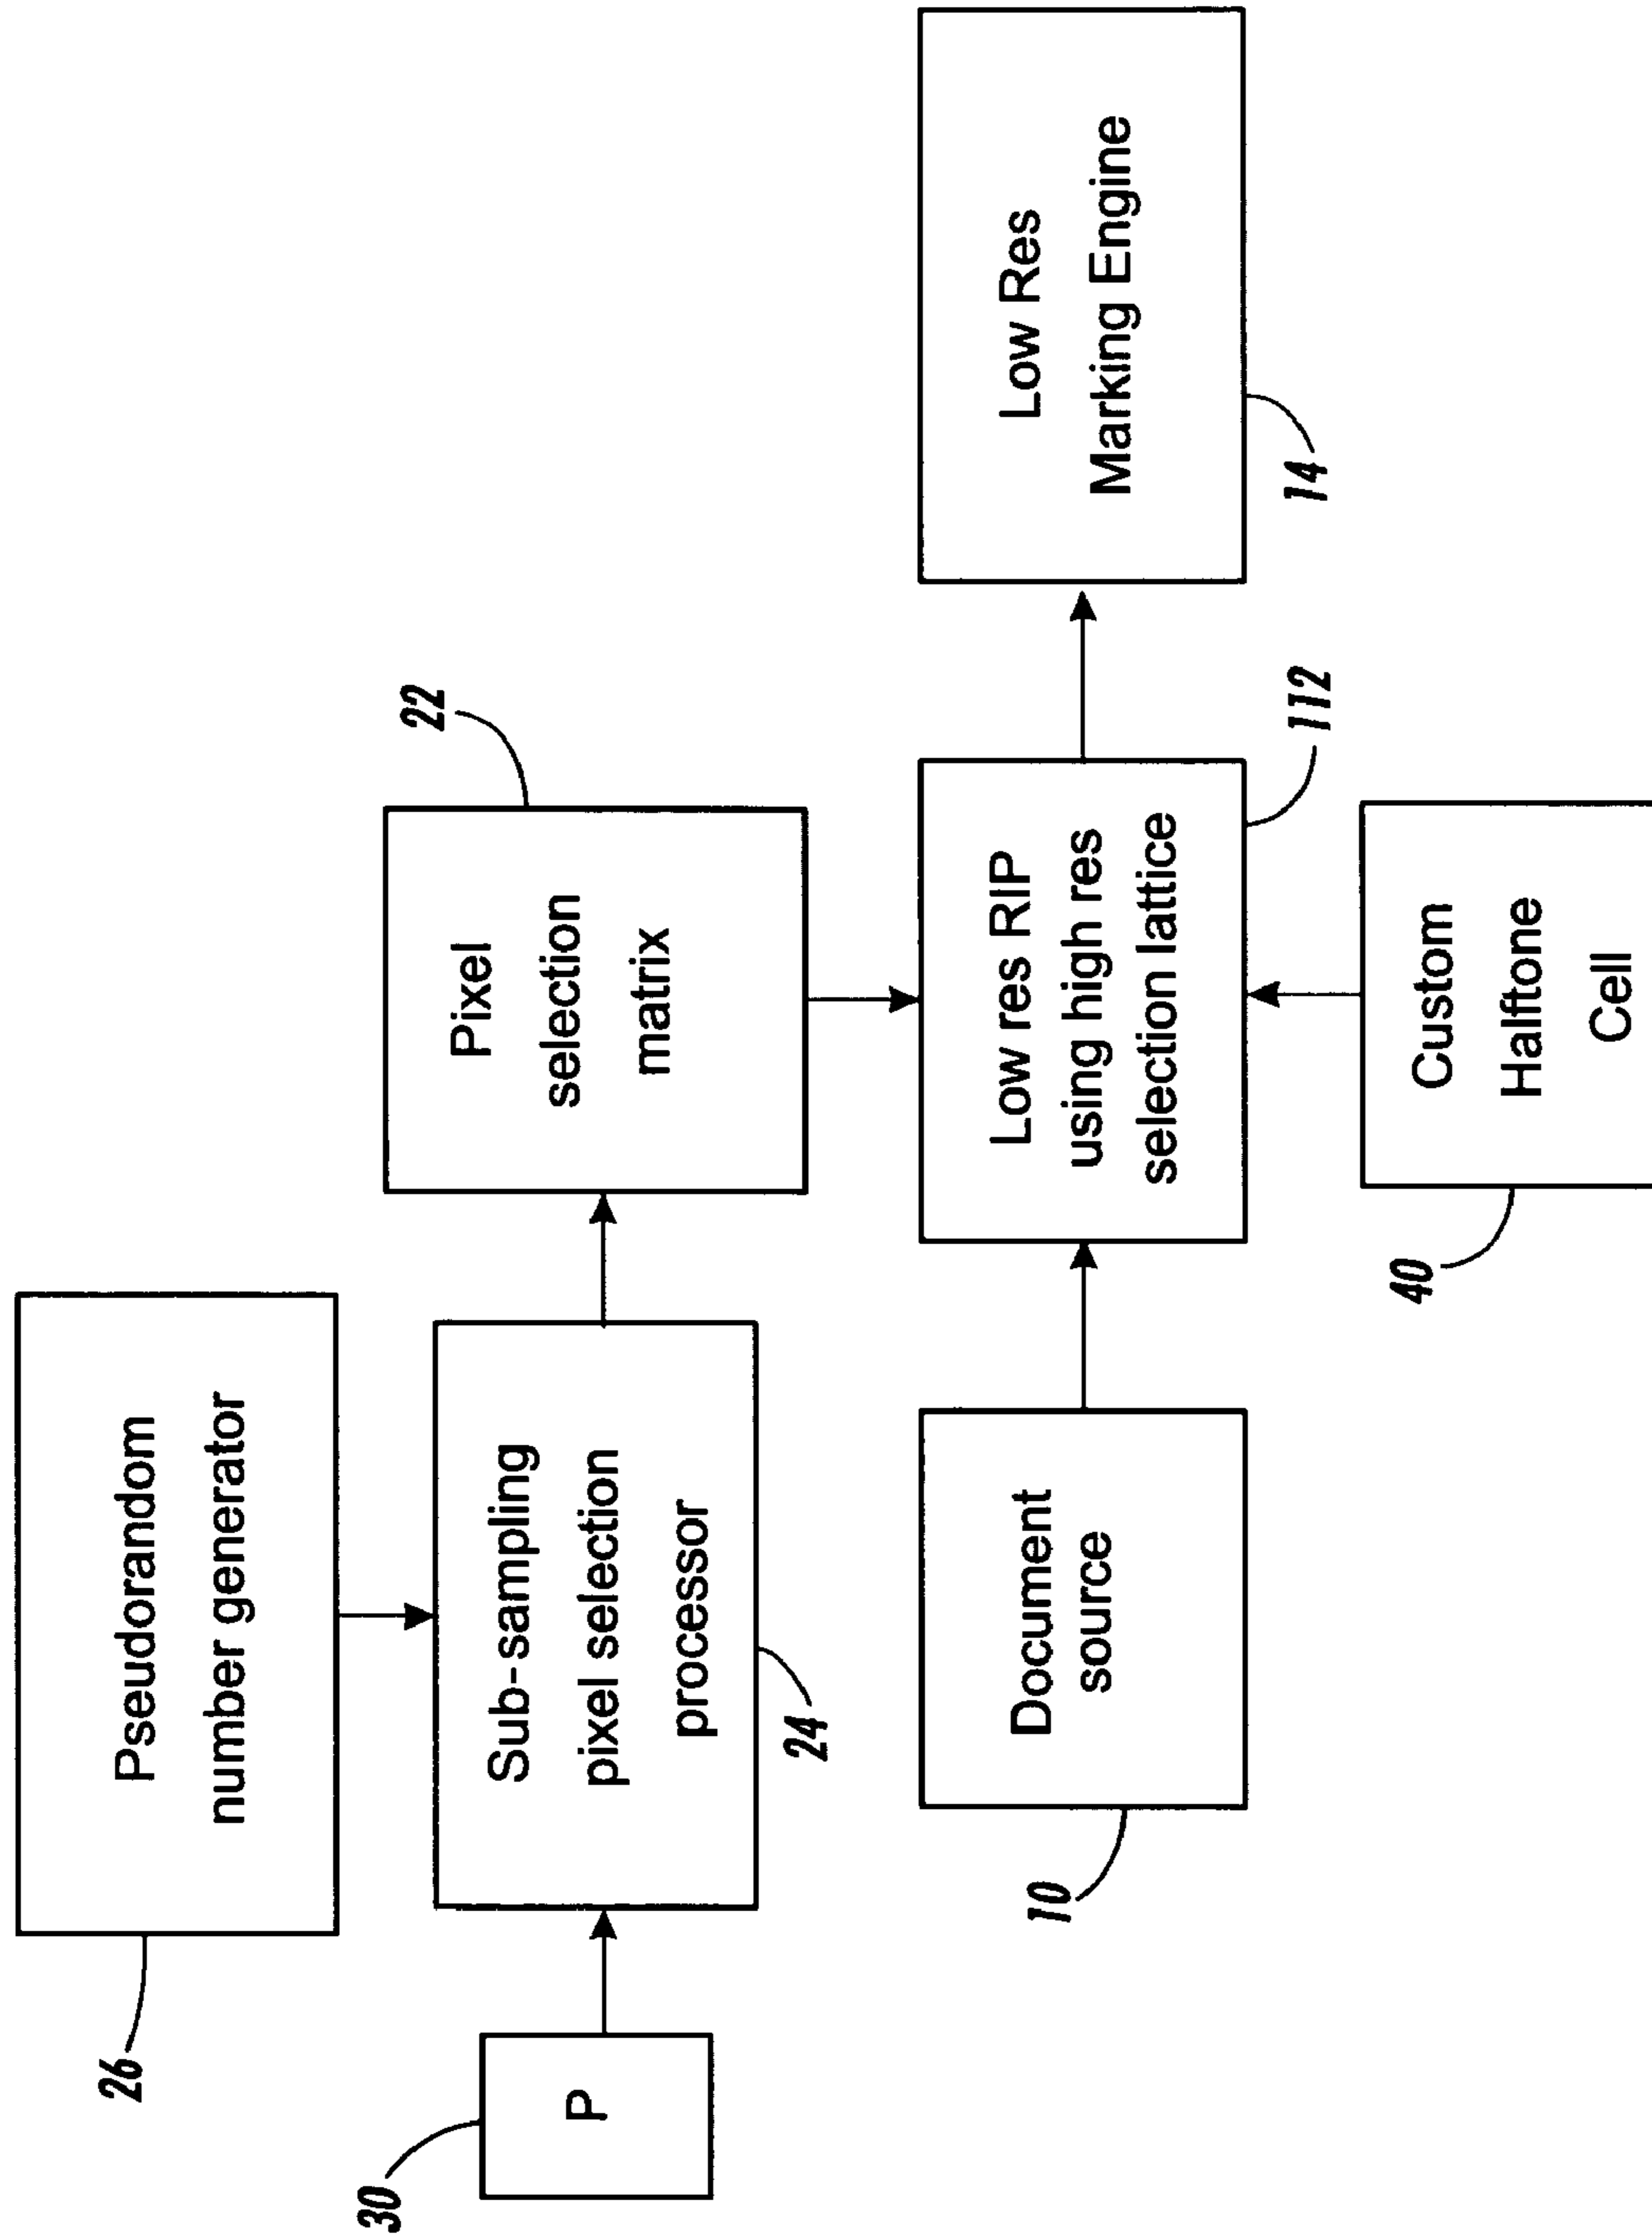 26
Pseudorandom
number generator
30
P
Sub-sampling
pixel selection
processor
24
Pixel
selection
matrix
22
10
Document
source
Low res RIP
using high res
selection lattice
112
Low Res
Marking Engine
14
40
Custom
Halftone
Cell